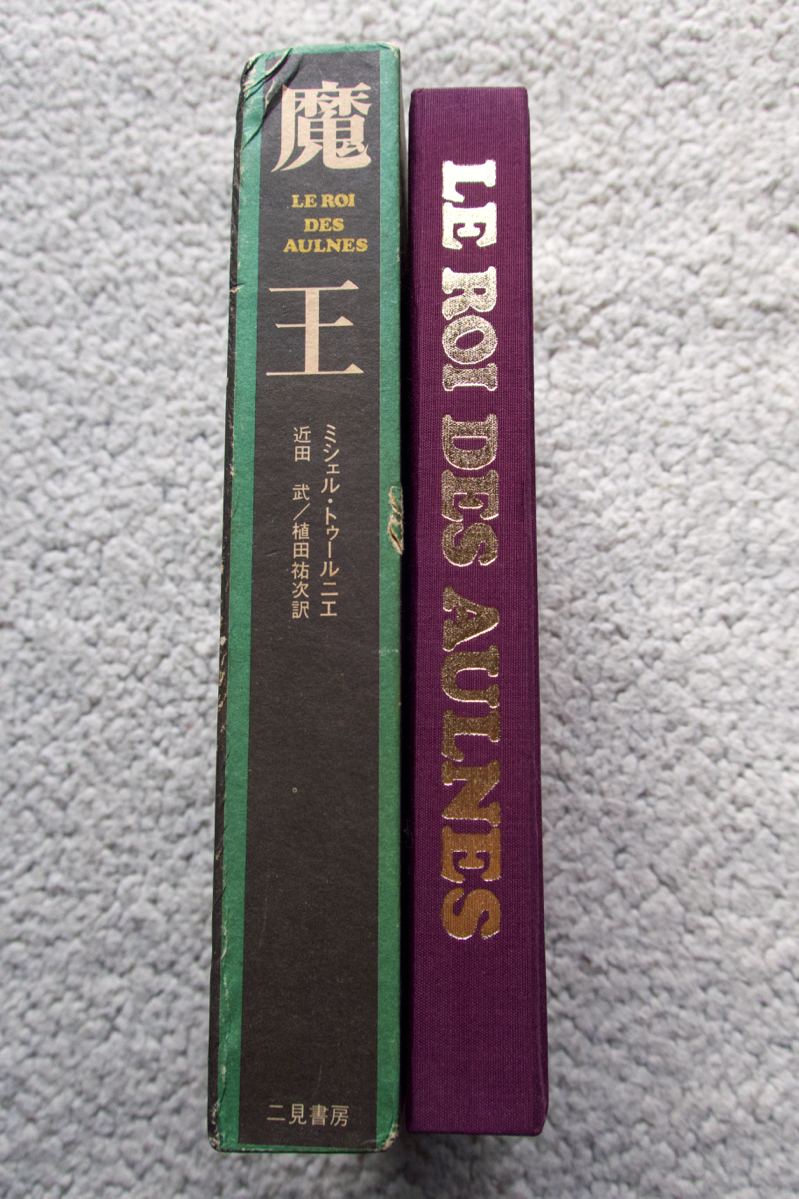 魔王
LE ROI
DES
AULNES
ミシェル・トゥールニエ
近田 武／植田祐次訳
二見書房
LE ROI DES AULNES